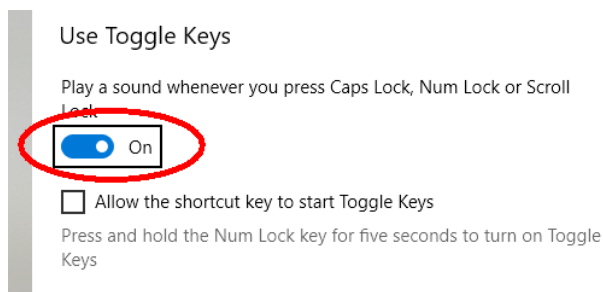 Use Toggle Keys
Play a sound whenever you press Caps Lock, Num Lock or Scroll
Lock
On
Allow the shortcut key to start Toggle Keys
Press and hold the Num Lock key for five seconds to turn on Toggle
Keys